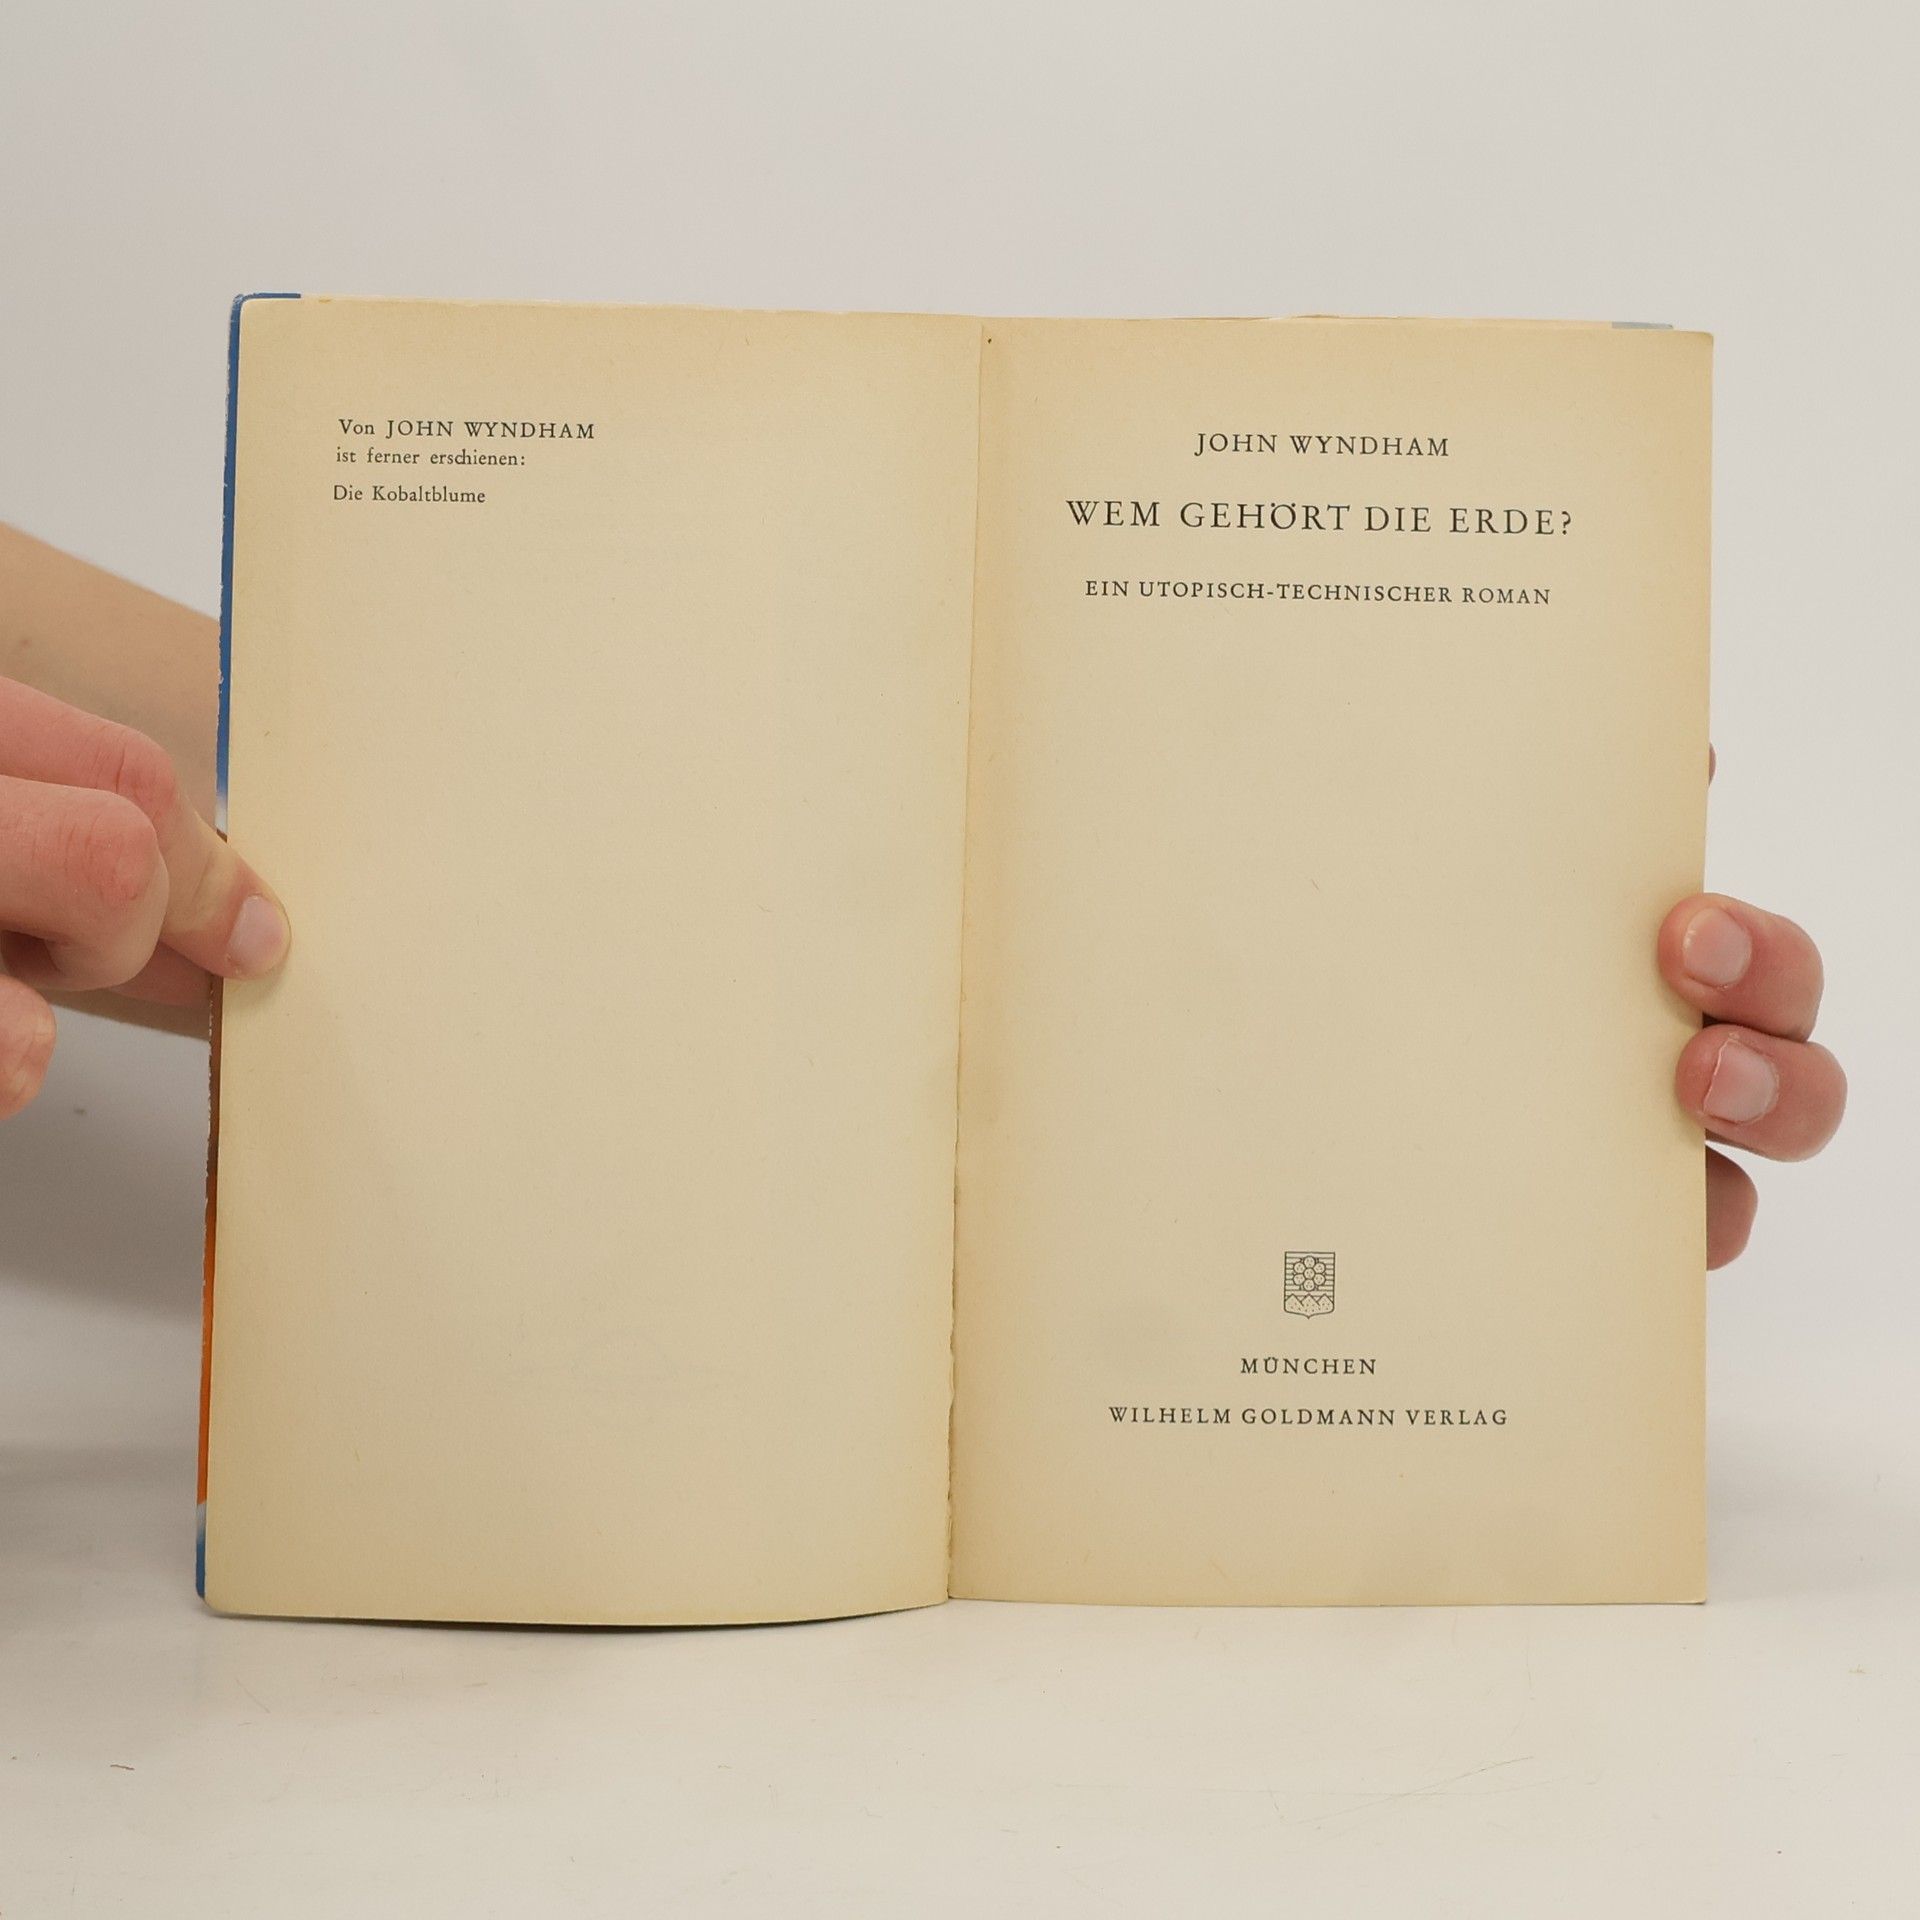 Von JOHN WYNDHAM
ist ferner erschienen:
Die Kobaltblume
JOHN WYNDHAM
WEM GEHÖRT DIE ERDE?
EIN UTOPISCH-TECHNISCHER ROMAN
MÜNCHEN
WILHELM GOLDMANN VERLAG